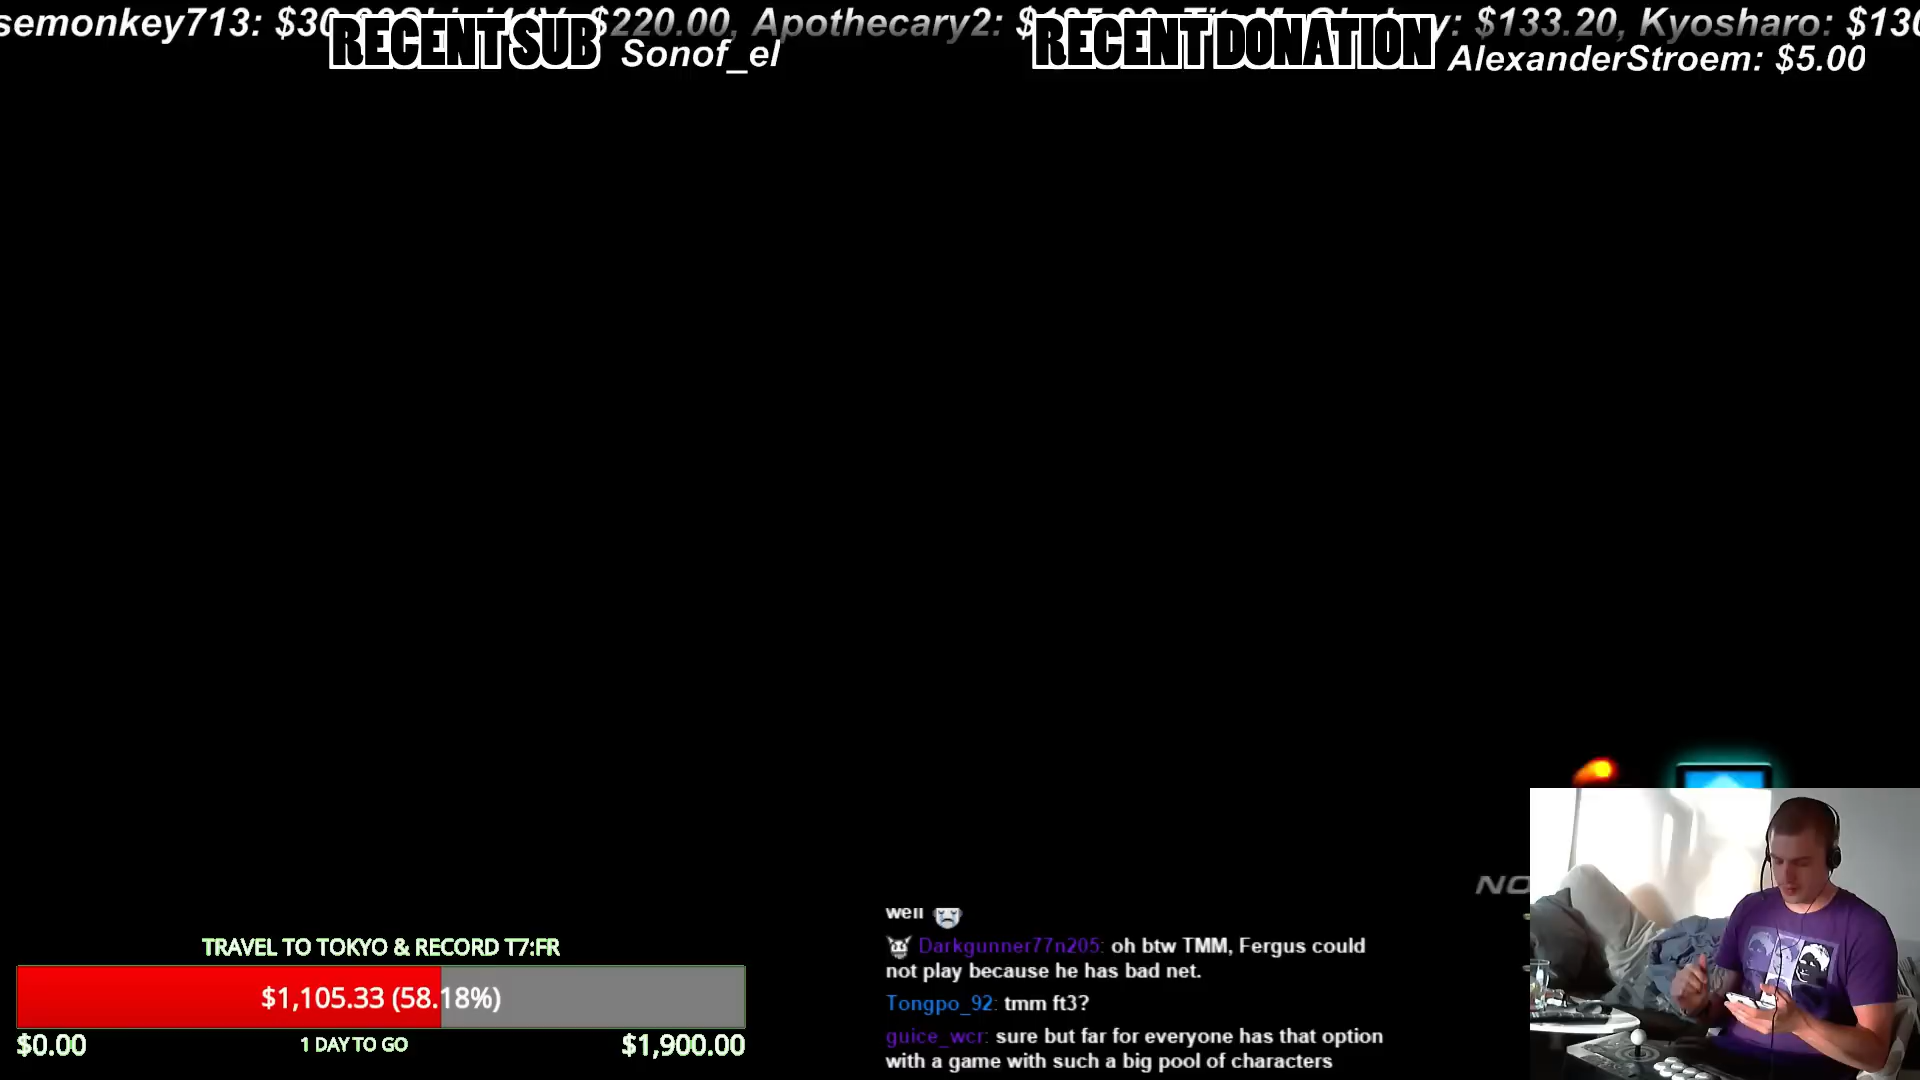 semonkey713: $30 $220.00, Apothecary2: $133.20, Kyosharo: $130
RECENT SUB Sonof_el
RECENT DONATION AlexanderStroem: $5.00
NO
well
Darkgunner77n205: oh btw TMM, Fergus could
not play because he has bad net.
Tongpo_92: tmm ft3?
guice_wcr: sure but far for everyone has that option
with a game with such a big pool of characters
TRAVEL TO TOKYO & RECORD T7:FR
$1,105.33 (58.18%)
$0.00 1 DAY TO GO $1,900.00